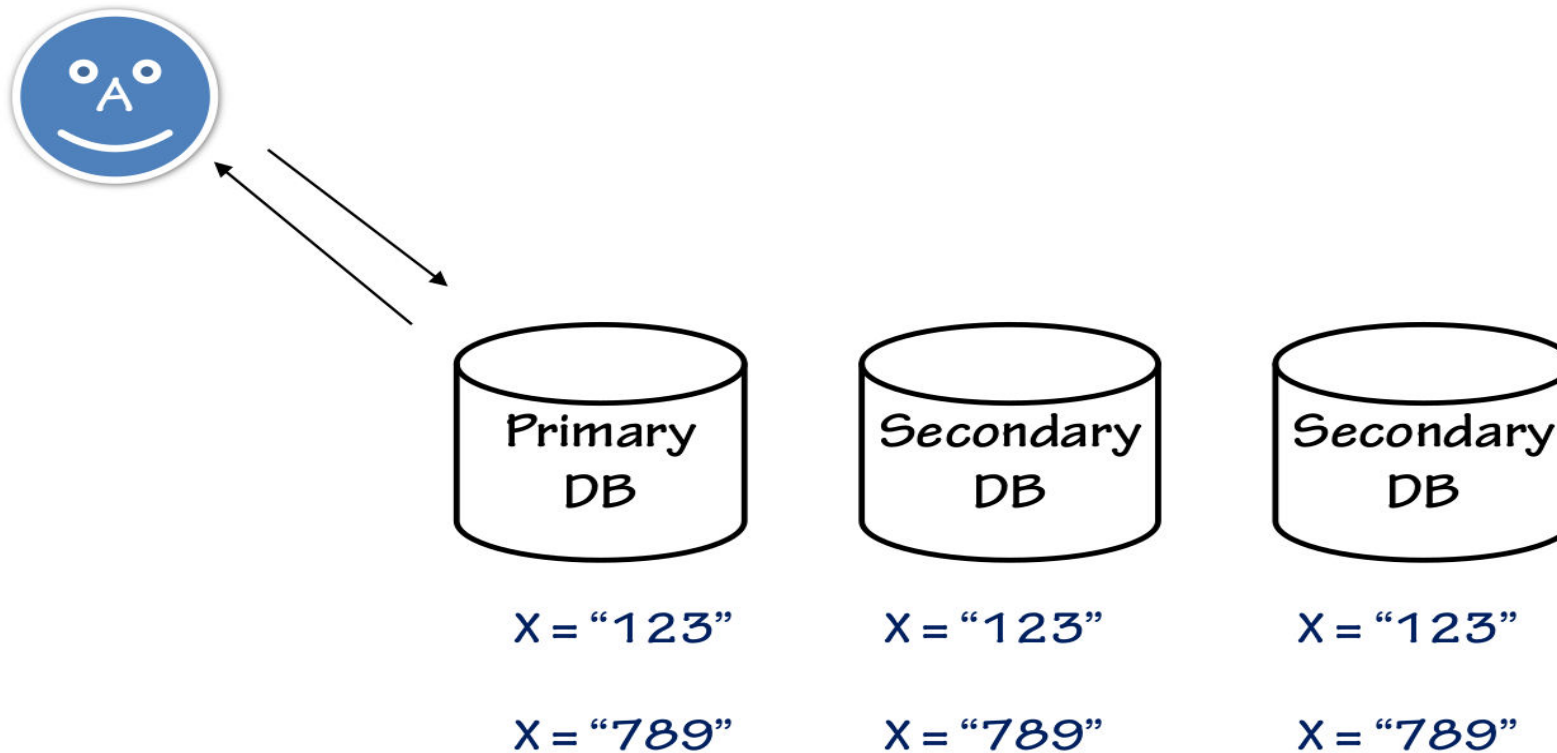 A
Primary
DB
Secondary
DB
Secondary
DB
X = “123”
X = “123”
X = “123”
X = “789”
X = “789”
X = “789”